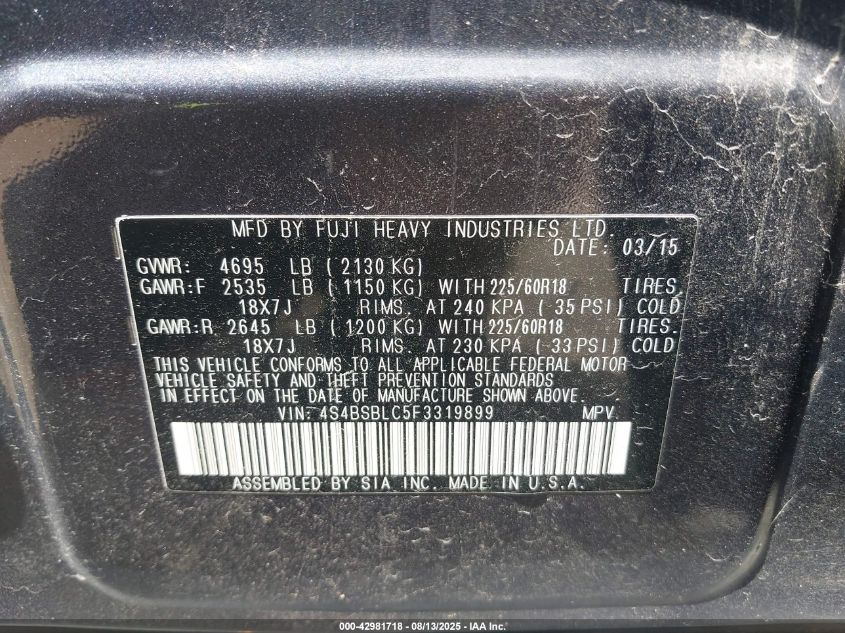 MFD BY FUJI HEAVY INDUSTRIES LTD.
DATE: 03/15
GVWR: 4695 LB ( 2130 KG)
GAWR:F 2535 LB ( 1150 KG) WITH 225/60R18 TIRES.
18X7J RIMS. AT 240 KPA ( 35 PSI) COLD
GAWR:R 2645 LB ( 1200 KG) WITH 225/60R18 TIRES.
18X7J RIMS. AT 230 KPA ( 33 PSI) COLD
THIS VEHICLE CONFORMS TO ALL APPLICABLE FEDERAL MOTOR
VEHICLE SAFETY AND THEFT PREVENTION STANDARDS
IN EFFECT ON THE DATE OF MANUFACTURE SHOWN ABOVE.
VIN: 4S4BSBLC5F3319899 MPV
ASSEMBLED BY SIA INC. MADE IN U.S.A.
000-42981718 - 08/13/2025 - IAA Inc.